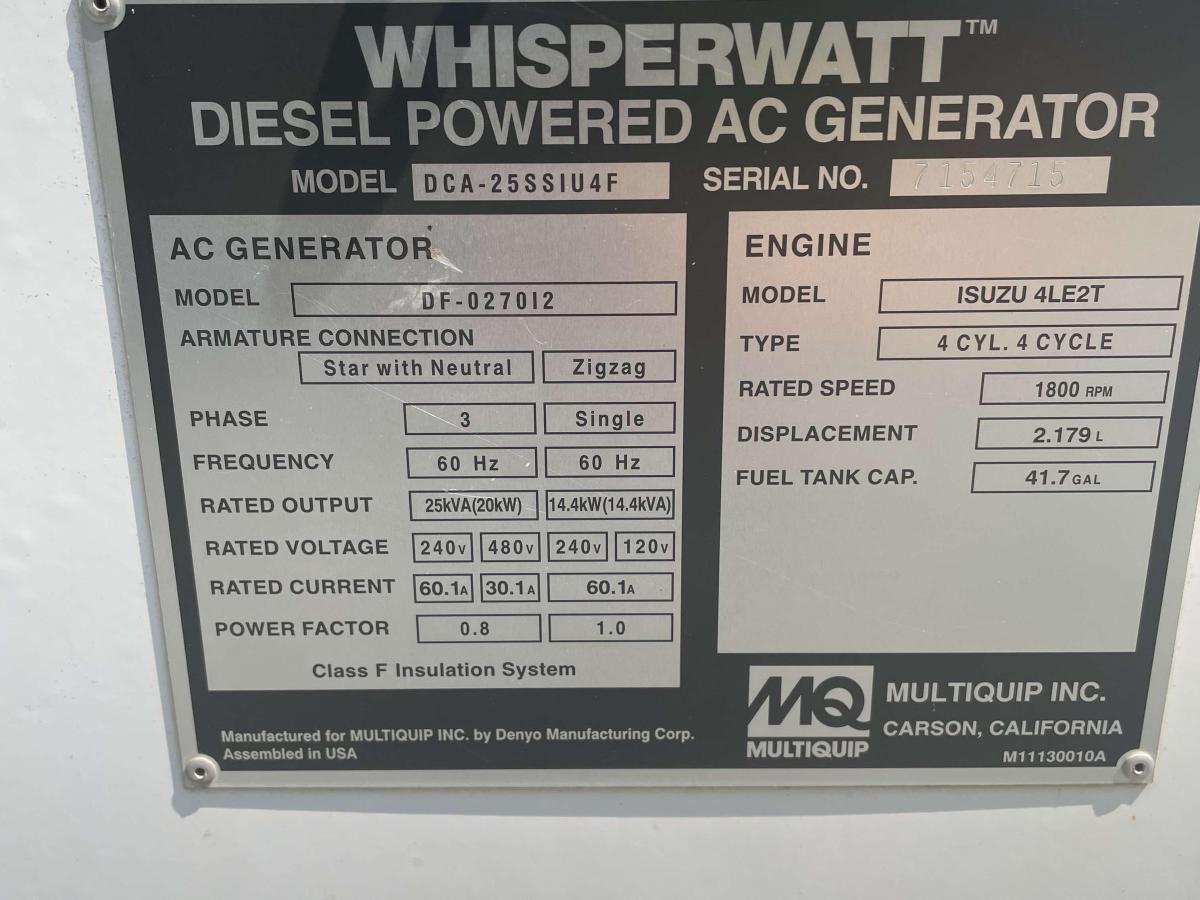 WHISPERWATT™
DIESEL POWERED AC GENERATOR
MODEL DCA-25SSIU4F SERIAL NO. 7154715
AC GENERATOR
MODEL DF-0270I2
ARMATURE CONNECTION
Star with Neutral Zigzag
PHASE 3 Single
FREQUENCY 60 Hz 60 Hz
RATED OUTPUT 25kVA(20kW) 14.4kW(14.4kVA)
RATED VOLTAGE 240V 480V 240V 120V
RATED CURRENT 60.1A 30.1A 60.1A
POWER FACTOR 0.8 1.0
Class F Insulation System
ENGINE
MODEL ISUZU 4LE2T
TYPE 4 CYL. 4 CYCLE
RATED SPEED 1800 RPM
DISPLACEMENT 2.179 L
FUEL TANK CAP. 41.7 GAL
Manufactured for MULTIQUIP INC. by Denyo Manufacturing Corp.
Assembled in USA
MQ
MULTIQUIP
MULTIQUIP INC.
CARSON, CALIFORNIA
M11130010A